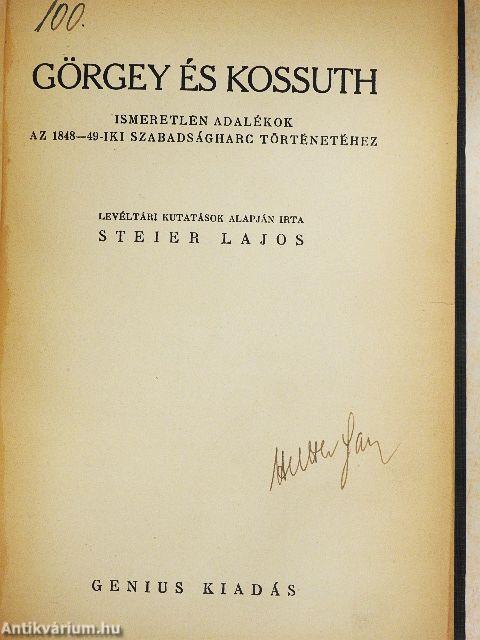 100.
GÖRGEY ÉS KOSSUTH
ISMERETLEN ADALÉKOK
AZ 1848—49-IKI SZABADSÁGHARC TÖRTÉNETÉHEZ
LEVÉLTÁRI KUTATÁSOK ALAPJÁN IRTA
STEIER LAJOS
GENIUS KIADÁS
Antikvárium.hu